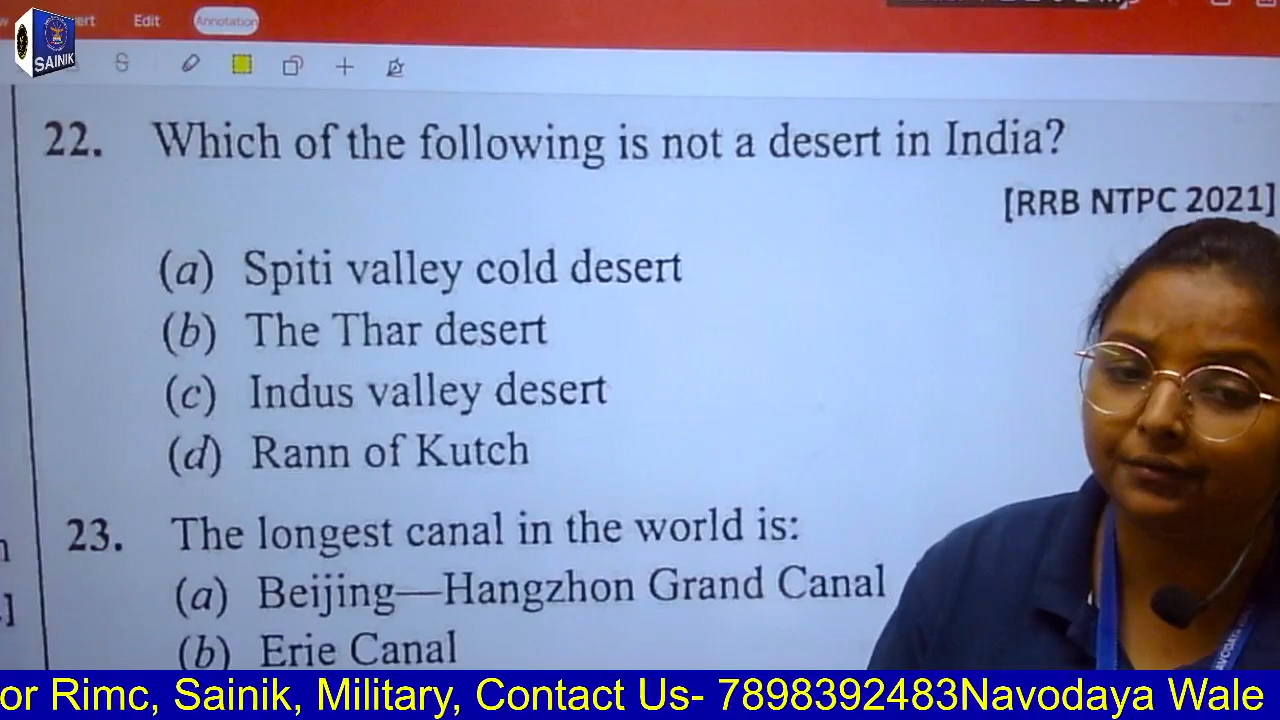 Edit
Annotation
SAINIK
22. Which of the following is not a desert in India?
[RRB NTPC 2021]
(a) Spiti valley cold desert
(b) The Thar desert
(c) Indus valley desert
(d) Rann of Kutch
23. The longest canal in the world is:
(a) Beijing—Hangzhon Grand Canal
(b) Erie Canal
or Rimc, Sainik, Military, Contact Us- 7898392483Navodaya Wale